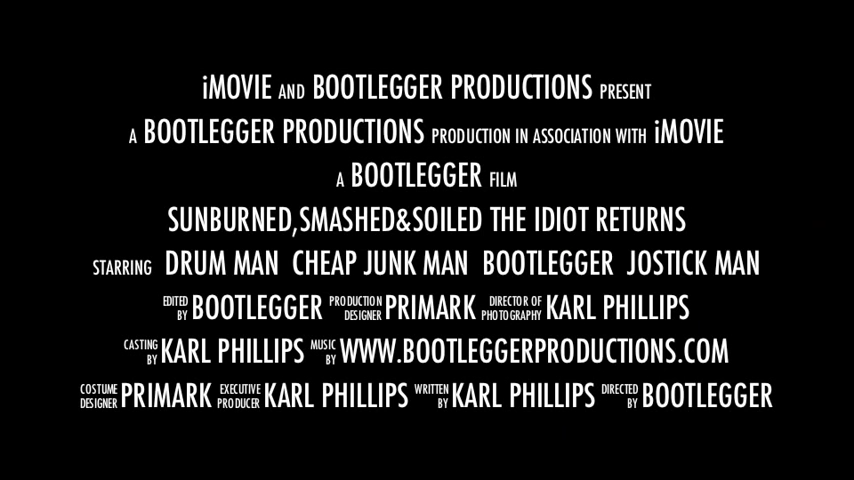 iMOVIE AND BOOTLEGGER PRODUCTIONS PRESENT
A BOOTLEGGER PRODUCTIONS PRODUCTION IN ASSOCIATION WITH iMOVIE
A BOOTLEGGER FILM
SUNBURNED,SMASHED&SOILED THE IDIOT RETURNS
STARRING DRUM MAN CHEAP JUNK MAN BOOTLEGGER JOSTICK MAN
EDITED BY BOOTLEGGER PRODUCTION DESIGNER PRIMARK DIRECTOR OF PHOTOGRAPHY KARL PHILLIPS
CASTING BY KARL PHILLIPS MUSIC BY WWW.BOOTLEGGERPRODUCTIONS.COM
COSTUME DESIGNER PRIMARK EXECUTIVE PRODUCER KARL PHILLIPS WRITTEN BY KARL PHILLIPS DIRECTED BY BOOTLEGGER